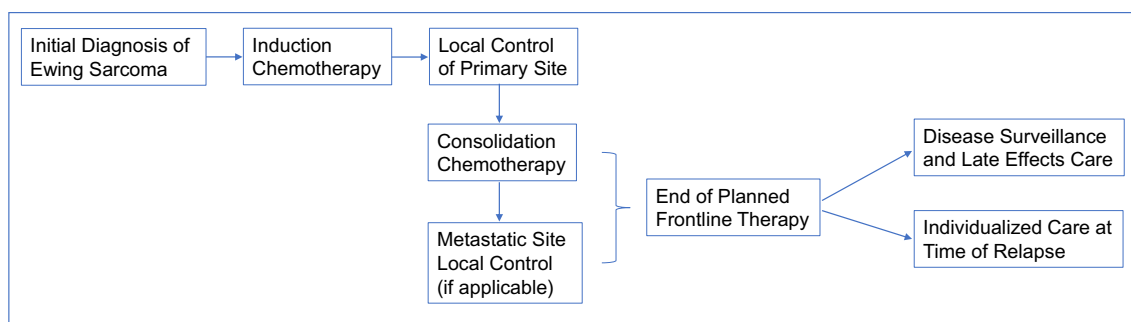 Initial Diagnosis of
Ewing Sarcoma
Induction
Chemotherapy
Local Control
of Primary Site
Consolidation
Chemotherapy
Metastatic Site
Local Control
(if applicable)
End of Planned
Frontline Therapy
Disease Surveillance
and Late Effects Care
Individualized Care at
Time of Relapse